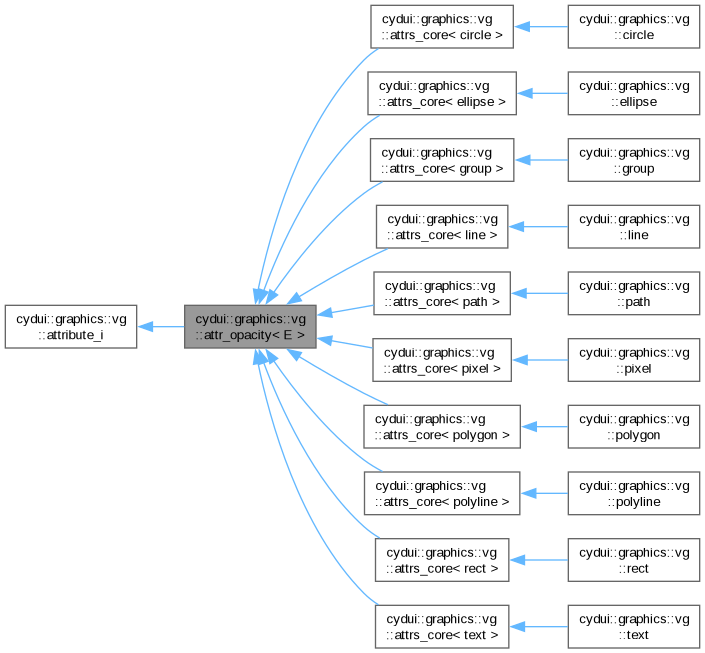 cydui::graphics::vg
::attrs_core< circle >
cydui::graphics::vg
::circle
cydui::graphics::vg
::attrs_core< ellipse >
cydui::graphics::vg
::ellipse
cydui::graphics::vg
::attrs_core< group >
cydui::graphics::vg
::group
cydui::graphics::vg
::attrs_core< line >
cydui::graphics::vg
::line
cydui::graphics::vg
::attrs_core< path >
cydui::graphics::vg
::path
cydui::graphics::vg
::attribute_i
cydui::graphics::vg
::attr_opacity< E >
cydui::graphics::vg
::attrs_core< pixel >
cydui::graphics::vg
::pixel
cydui::graphics::vg
::attrs_core< polygon >
cydui::graphics::vg
::polygon
cydui::graphics::vg
::attrs_core< polyline >
cydui::graphics::vg
::polyline
cydui::graphics::vg
::attrs_core< rect >
cydui::graphics::vg
::rect
cydui::graphics::vg
::attrs_core< text >
cydui::graphics::vg
::text